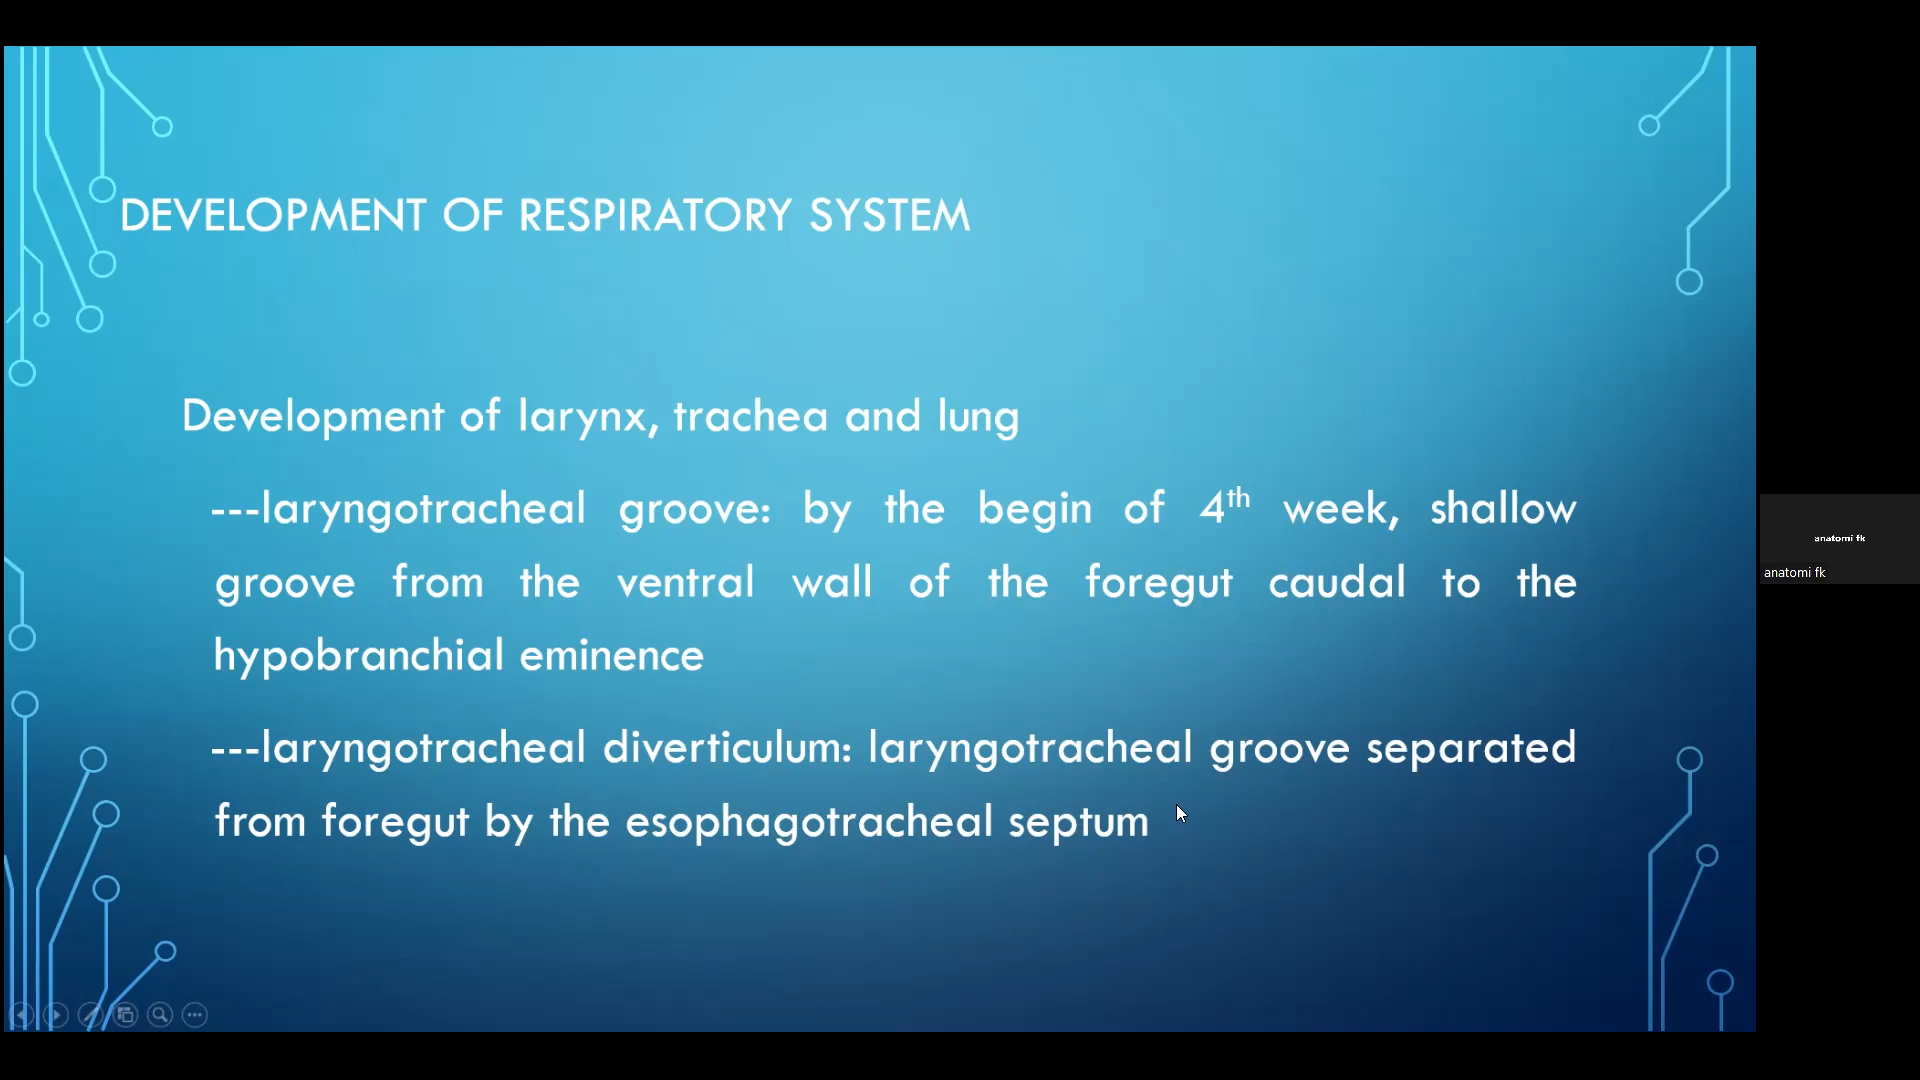 DEVELOPMENT OF RESPIRATORY SYSTEM
Development of larynx, trachea and lung
---laryngotracheal groove: by the begin of 4th week, shallow
groove from the ventral wall of the foregut caudal to the
hypobranchial eminence
---laryngotracheal diverticulum: laryngotracheal groove separated
from foregut by the esophagotracheal septum
anatomi fk
anatomi fk